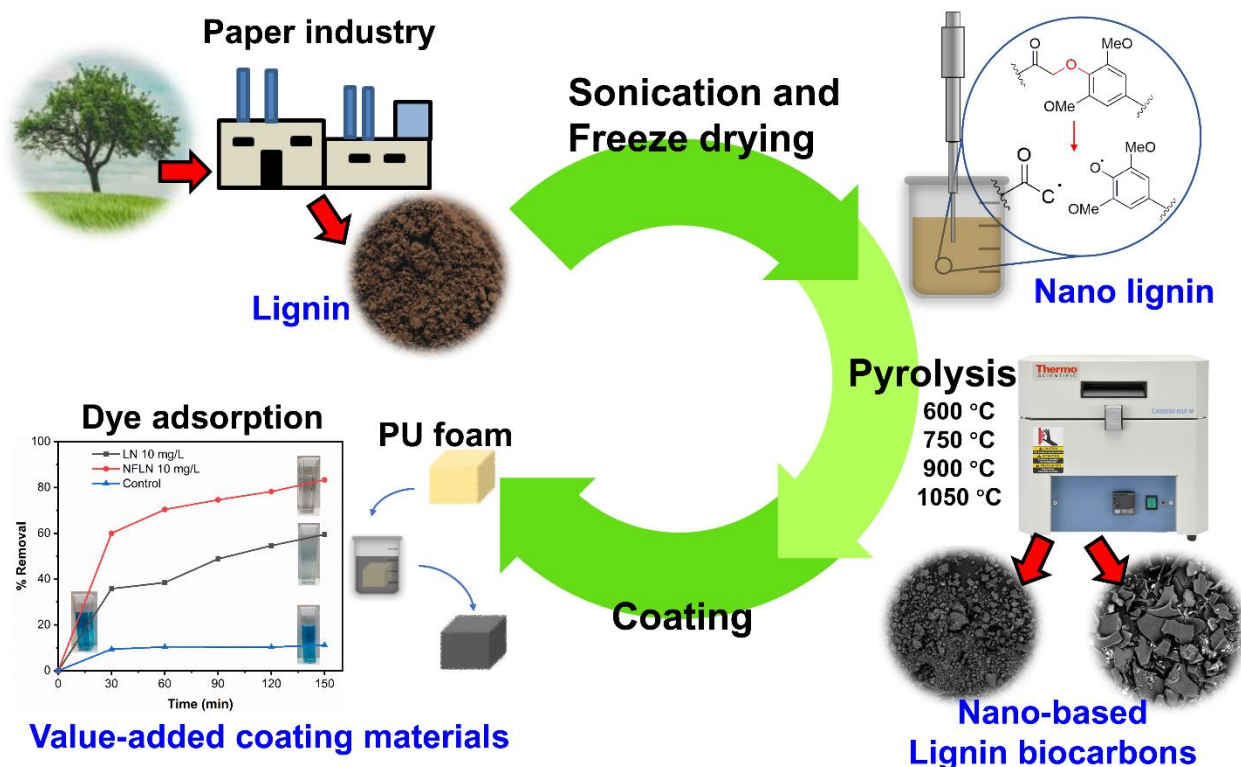 Paper industry
Lignin
Sonication and
Freeze drying
O
MeO
O
OMe
O
C·
O·
MeO
OMe
Nano lignin
Pyrolysis
600 °C
750 °C
900 °C
1050 °C
Thermo
SCIENTIFIC
Nano-based
Lignin biocarbons
Coating
PU foam
Dye adsorption
LN 10 mg/L
NFLN 10 mg/L
Control
% Removal
100
80
60
40
20
0
0 30 60 90 120 150
Time (min)
Value-added coating materials